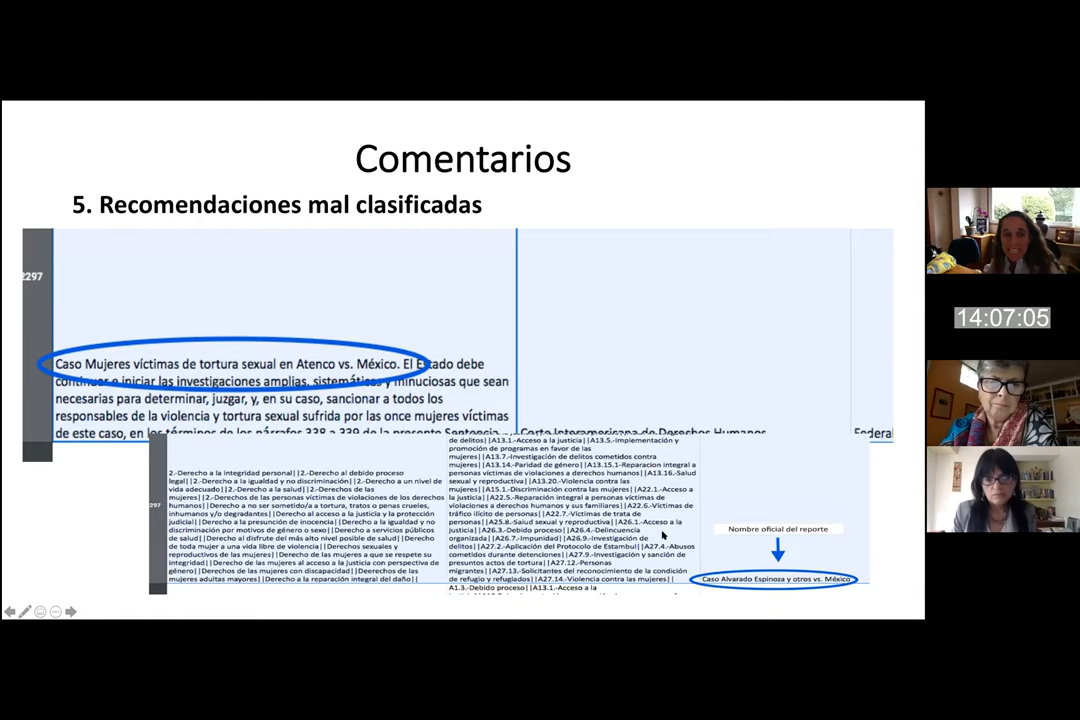 Comentarios
5. Recomendaciones mal clasificadas
2297
Caso Mujeres víctimas de tortura sexual en Atenco vs. México. El Estado debe
continuar e iniciar las investigaciones amplias, sistemáticas y minuciosas que sean
necesarias para determinar, juzgar, y, en su caso, sancionar a todos los
responsables de la violencia y tortura sexual sufrida por las once mujeres víctimas
de este caso, en los términos de los párrafos 338 a 339 de la presente Sentencia
Corte Interamericana de Derechos Humanos
Federal
297
2.-Derecho a la integridad personal||2.-Derecho al debido proceso
legal||2.-Derecho a la igualdad y no discriminación||2.-Derecho a un nivel de
vida adecuado||2.-Derecho a la salud||2.-Derechos de las
mujeres||2.-Derechos de las personas víctimas de violaciones de los derechos
humanos||Derecho a no ser sometido/a a tortura, tratos o penas crueles,
inhumanos y/o degradantes||Derecho al acceso a la justicia y la protección
judicial||Derecho a la presunción de inocencia||Derecho a la igualdad y no
discriminación por motivos de género o sexo||Derecho a servicios públicos
de salud||Derecho al disfrute del más alto nivel posible de salud||Derecho
de toda mujer a una vida libre de violencia||Derechos sexuales y
reproductivos de las mujeres||Derecho de las mujeres a que se respete su
integridad||Derecho de las mujeres al acceso a la justicia con perspectiva de
género||Derechos de las mujeres con discapacidad||Deerechos de las
mujeres adultas mayores||Derecho a la reparación integral del daño||
de delitos||A13.1.-Acceso a la justicia||A13.5.-Implementación y
promoción de programas en favor de las
mujeres||A13.7.-Investigación de delitos cometidos contra
mujeres||A13.14.-Paridad de género||A13.15.1-Reparacion integral a
personas víctimas de violaciones a derechos humanos||A13.16.-Salud
sexual y reproductiva||A13.20.-Violencia contra las
mujeres||A15.1.-Discriminación contra las mujeres||A22.1.-Acceso a
la justicia||A22.5.-Reparación integral a personas víctimas de
violaciones a derechos humanos y sus familiares||A22.6.-Víctimas de
tráfico ilícito de personas||A22.7.-Víctimas de trata de
personas||A25.8.-Salud sexual y reproductiva||A26.1.-Acceso a la
justicia||A26.3.-Debido proceso||A26.4.-Delincuencia
organizada||A26.7.-Impunidad||A26.9.-Investigación de
delitos||A27.2.-Aplicación del Protocolo de Estambul||A27.4.-Abusos
cometidos durante detenciones||A27.9.-Investigación y sanción de
presuntos actos de tortura||A27.12.-Personas
migrantes||A27.13.-Solicitantes del reconocimiento de la condición
de refugio y refugiados||A27.14.-Violencia contra las mujeres||
A1.3.-Debido proceso||A13.1.-Acceso a la
Nombre oficial del reporte
Caso Alvarado Espinoza y otros vs. México
14:07:05